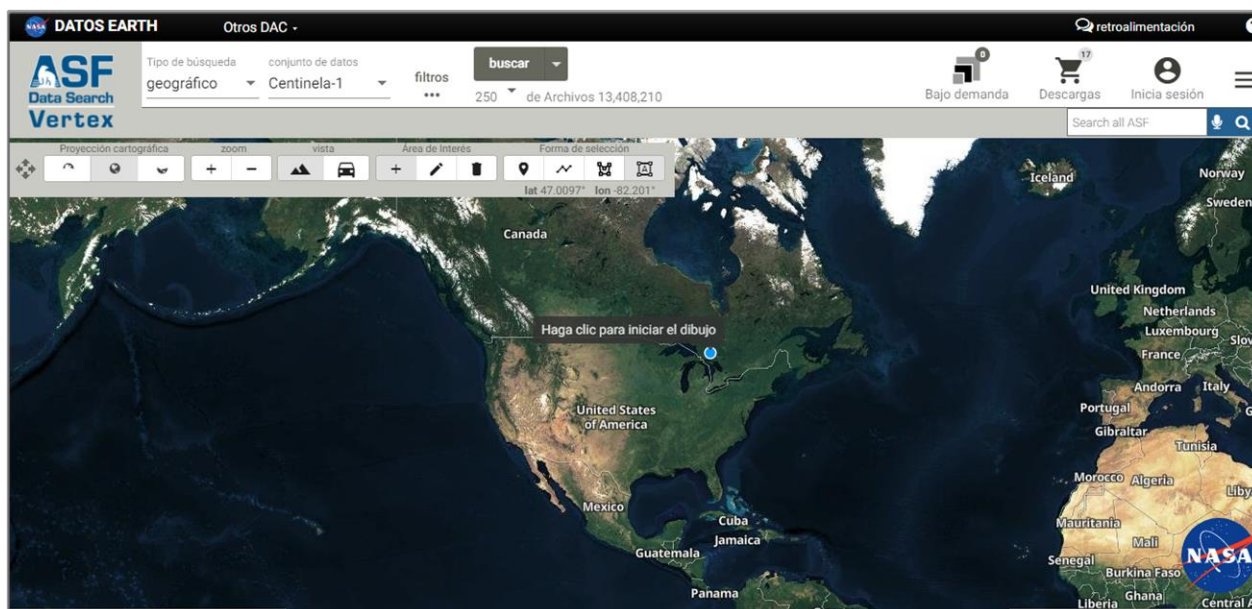 NASA DATOS EARTH Otros DAC retroalimentación
ASF
Data Search
Vertex
Tipo de búsqueda conjunto de datos
geográfico Centinela-1 filtros buscar
250 de Archivos 13,408,210
0 17
Bajo demanda Descargas Inicia sesión
Search all ASF
Proyección cartográfica zoom vista Área de Interés Forma de selección
lat 47.0097° lon -82.201°
Iceland
Norway
Sweden
Canada
United Kingdom
Netherlands
Luxembourg
Slov
France
Haga clic para iniciar el dibujo
Andorra Italy
United States
of America
Portugal
Gibraltar
Tunisia
Morocco Algeria
Liby
Mexico
Cuba
Mauritania
Jamaica
Mali
Guatemala
Senegal
NASA
Burkina Faso
Panama
Ghana
Liberia
Central A